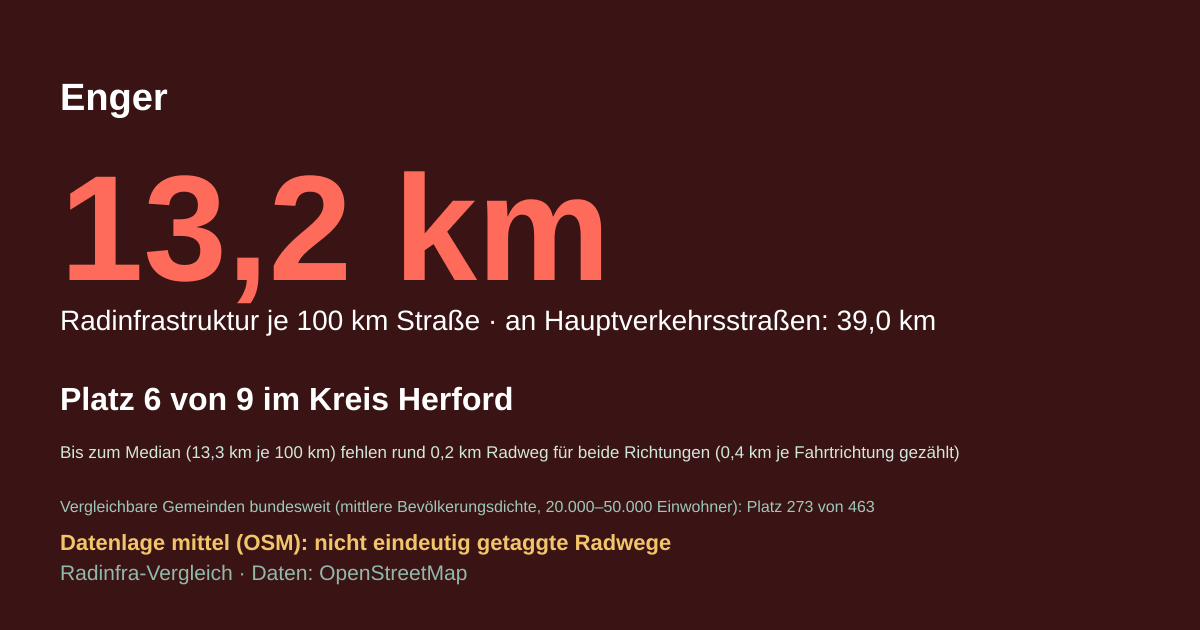 Enger
13,2 km
Radinfrastruktur je 100 km Straße · an Hauptverkehrsstraßen: 39,0 km
Platz 6 von 9 im Kreis Herford
Bis zum Median (13,3 km je 100 km) fehlen rund 0,2 km Radweg für beide Richtungen (0,4 km je Fahrtrichtung gezählt)
Vergleichbare Gemeinden bundesweit (mittlere Bevölkerungsdichte, 20.000–50.000 Einwohner): Platz 273 von 463
Datenlage mittel (OSM): nicht eindeutig getaggte Radwege
Radinfra-Vergleich · Daten: OpenStreetMap